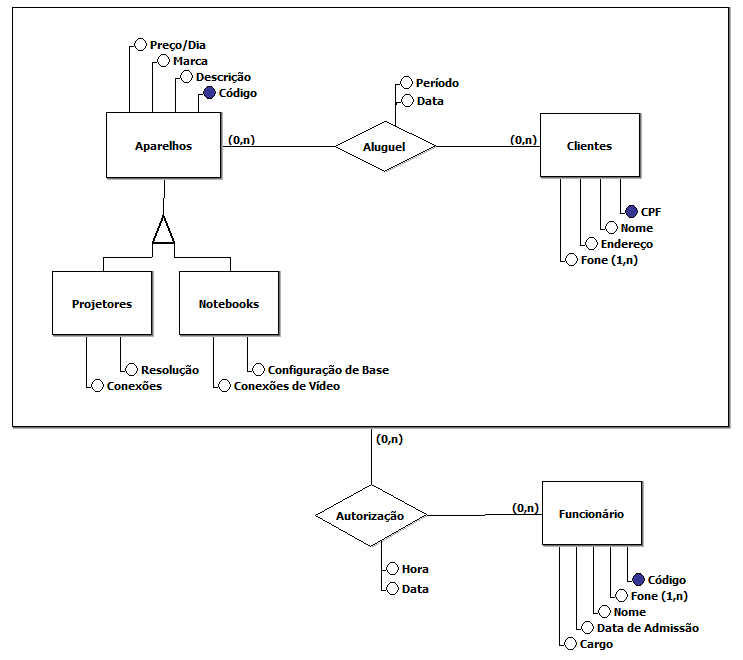 Preço/Dia
Marca
Descrição
Código
Aparelhos
(0,n)
Período
Data
Aluguel
(0,n)
Clientes
CPF
Nome
Endereço
Fone (1,n)
Projetores
Notebooks
Resolução
Conexões
Configuração de Base
Conexões de Vídeo
(0,n)
Autorização
(0,n)
Funcionário
Hora
Data
Código
Fone (1,n)
Nome
Data de Admissão
Cargo